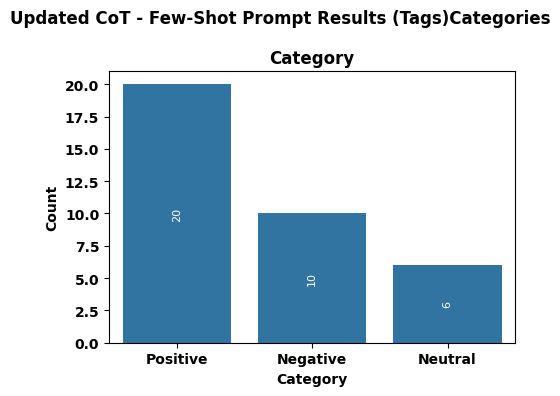 Updated CoT - Few-Shot Prompt Results (Tags)Categories
Category
20.0
17.5
15.0
12.5
10.0
7.5
5.0
2.5
0.0
Count
20
10
6
Positive
Negative
Neutral
Category